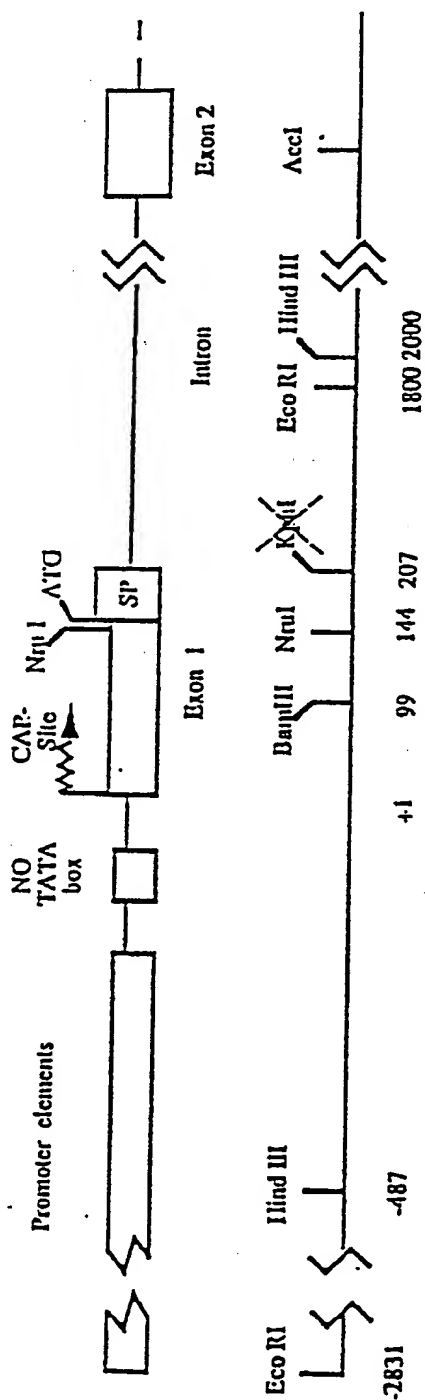 Promoter elements
NO
TATA
box
CAP-
Site
Nru I
ATG
SP
Exon 1
Intron
Exon 2
Eco RI
Hind III
BamHI
NruI
KpnI
Eco RI
Hind III
AccI
-2831
-487
+1
99
144
207
1800 2000